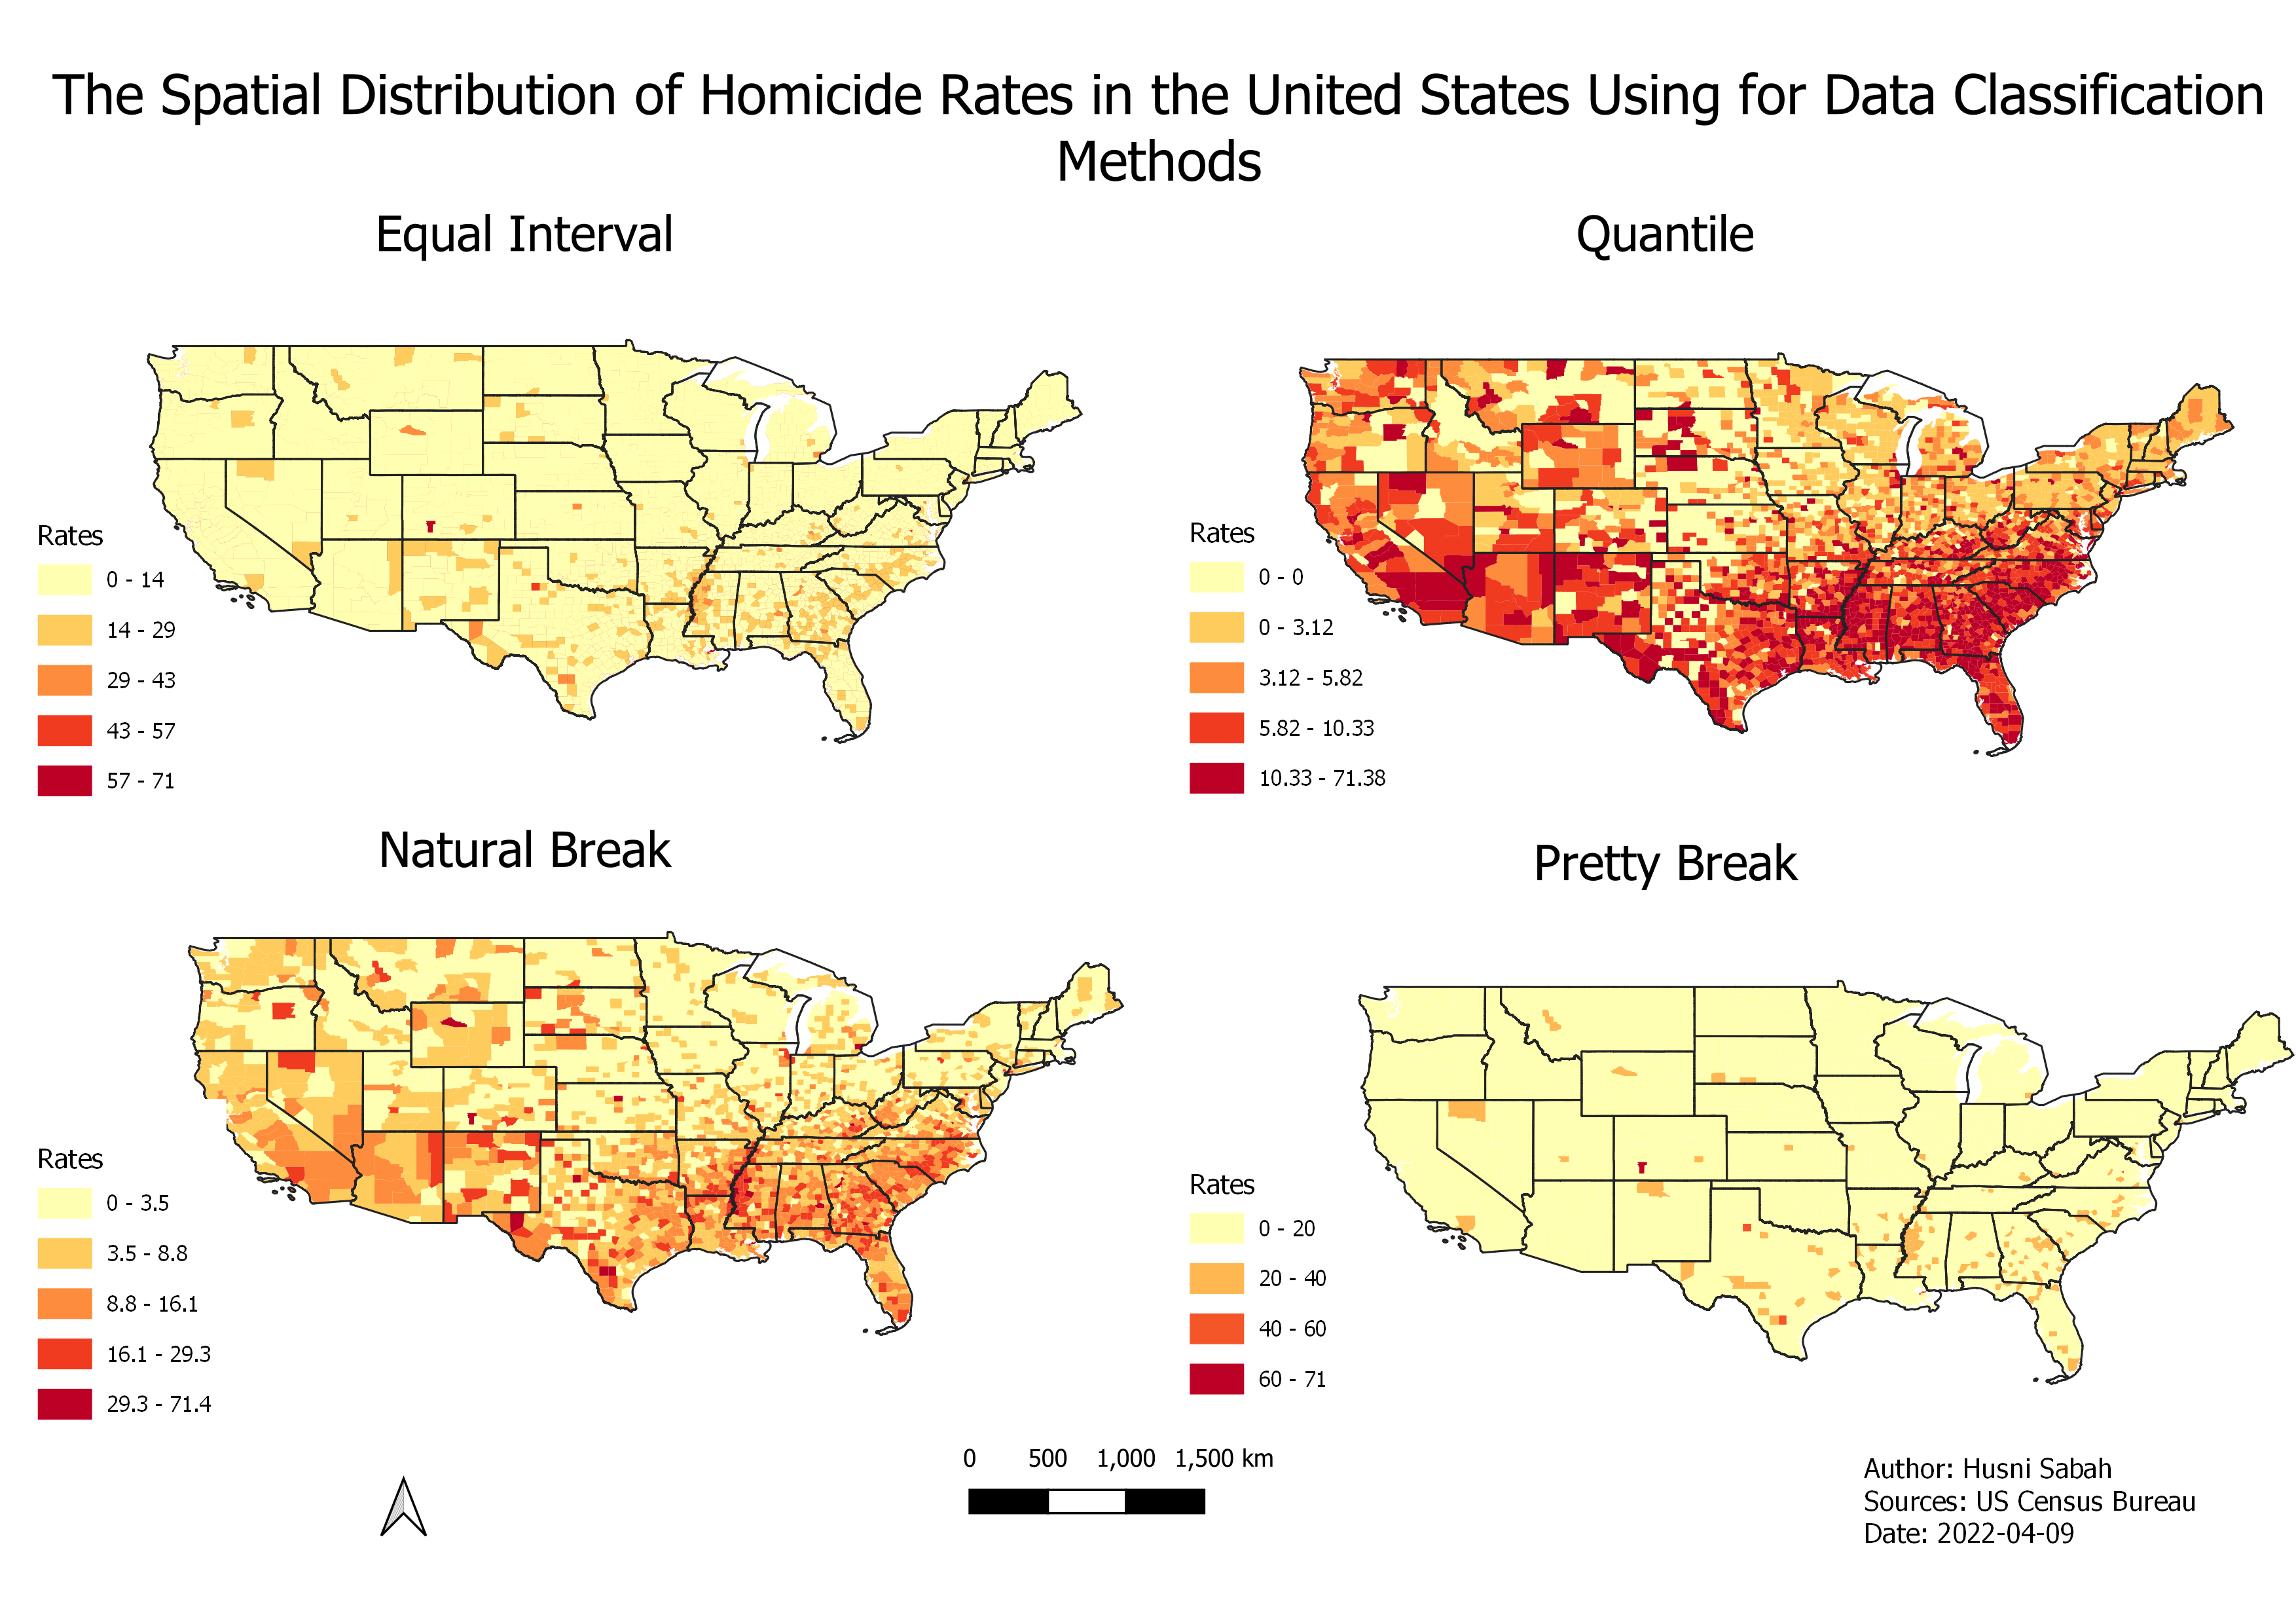 The Spatial Distribution of Homicide Rates in the United States Using for Data Classification
Methods
Equal Interval
Rates
0 - 14
14 - 29
29 - 43
43 - 57
57 - 71
Quantile
Rates
0 - 0
0 - 3.12
3.12 - 5.82
5.82 - 10.33
10.33 - 71.38
Natural Break
Rates
0 - 3.5
3.5 - 8.8
8.8 - 16.1
16.1 - 29.3
29.3 - 71.4
Pretty Break
Rates
0 - 20
20 - 40
40 - 60
60 - 71
0 500 1,000 1,500 km
Author: Husni Sabah
Sources: US Census Bureau
Date: 2022-04-09